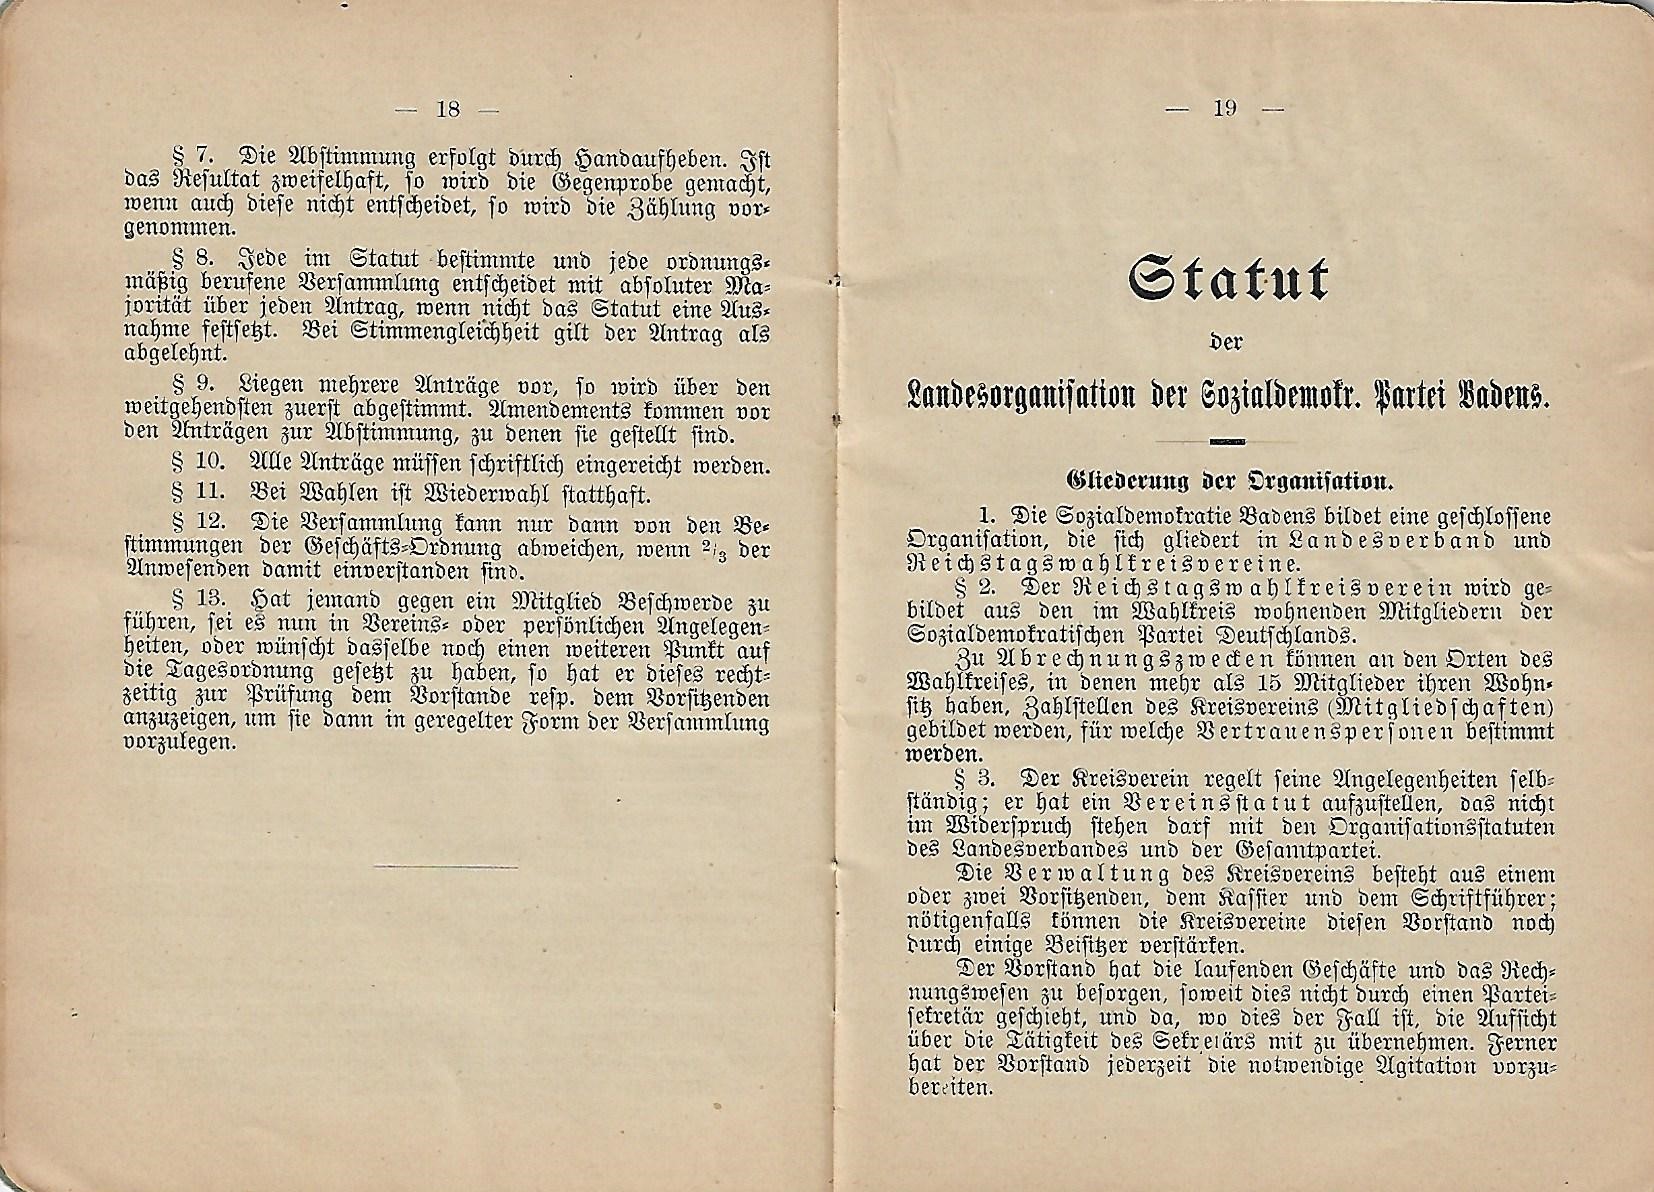 — 18 —
§ 7. Die Abstimmung erfolgt durch Handaufheben. Ist
das Resultat zweifelhaft, so wird die Gegenprobe gemacht,
wenn auch diese nicht entscheidet, so wird die Zählung vor-
genommen.
§ 8. Jede im Statut bestimmte und jede ordnungs-
mäßig berufene Versammlung entscheidet mit absoluter Ma-
jorität über jeden Antrag, wenn nicht das Statut eine Aus-
nahme festsetzt. Bei Stimmengleichheit gilt der Antrag als
abgelehnt.
§ 9. Liegen mehrere Anträge vor, so wird über den
weitgehendsten zuerst abgestimmt. Amendements kommen vor
den Anträgen zur Abstimmung, zu denen sie gestellt sind.
§ 10. Alle Anträge müssen schriftlich eingereicht werden.
§ 11. Bei Wahlen ist Wiederwahl statthaft.
§ 12. Die Versammlung kann nur dann von den Be-
stimmungen der Geschäfts-Ordnung abweichen, wenn 2/3 der
Anwesenden damit einverstanden sind.
§ 13. Hat jemand gegen ein Mitglied Beschwerde zu
führen, sei es nun in Vereins- oder persönlichen Angelegen-
heiten, oder wünscht dasselbe noch einen weiteren Punkt auf
die Tagesordnung gesetzt zu haben, so hat er dieses recht-
zeitig zur Prüfung dem Vorstande resp. dem Vorsitzenden
anzuzeigen, um sie dann in geregelter Form der Versammlung
vorzulegen.
— 19 —
Statut
der
Landesorganisation der Sozialdemokr. Partei Badens.
Gliederung der Organisation.
1. Die Sozialdemokratie Badens bildet eine geschlossene
Organisation, die sich gliedert in Landesverband und
Reichstagswahlkreisvereine.
§ 2. Der Reichstagswahlkreisverein wird ge-
bildet aus den im Wahlkreis wohnenden Mitgliedern der
Sozialdemokratischen Partei Deutschlands.
Zu Abrechnungszwecken können an den Orten des
Wahlkreises, in denen mehr als 15 Mitglieder ihren Wohn-
sitz haben, Zahlstellen des Kreisvereins (Mitgliedschaften)
gebildet werden, für welche Vertrauenspersonen bestimmt
werden.
§ 3. Der Kreisverein regelt seine Angelegenheiten selb-
ständig; er hat ein Vereinsstatut aufzustellen, das nicht
im Widerspruch stehen darf mit den Organisationsstatuten
des Landesverbandes und der Gesamtpartei.
Die Verwaltung des Kreisvereins besteht aus einem
oder zwei Vorsitzenden, dem Kassier und dem Schriftführer;
nötigenfalls können die Kreisvereine diesen Vorstand noch
durch einige Beisitzer verstärken.
Der Vorstand hat die laufenden Geschäfte und das Rech-
nungswesen zu besorgen, soweit dies nicht durch einen Partei-
sekretär geschieht, und da, wo dies der Fall ist, die Aufsicht
über die Tätigkeit des Sekretärs mit zu übernehmen. Ferner
hat der Vorstand jederzeit die notwendige Agitation vorzu-
bereiten.